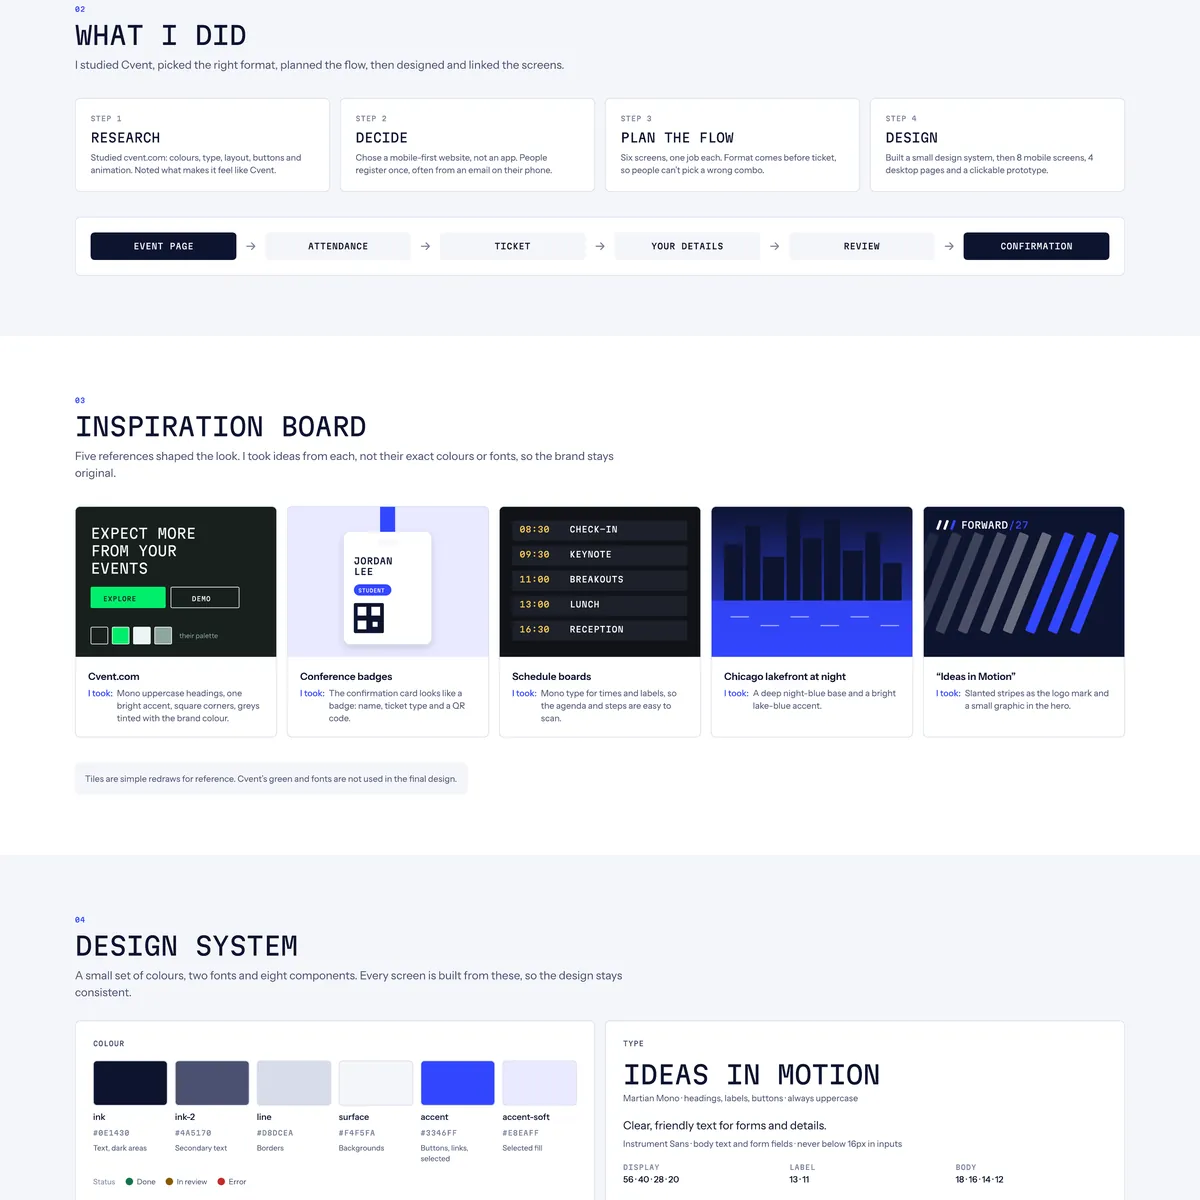 02
WHAT I DID
I studied Cvent, picked the right format, planned the flow, then designed and linked the screens.
STEP 1
RESEARCH
Studied cvent.com: colours, type, layout, buttons and
animation. Noted what makes it feel like Cvent.
STEP 2
DECIDE
Chose a mobile-first website, not an app. People
register once, often from an email on their phone.
STEP 3
PLAN THE FLOW
Six screens, one job each. Format comes before ticket,
so people can't pick a wrong combo.
STEP 4
DESIGN
Built a small design system, then 8 mobile screens, 4
desktop pages and a clickable prototype.
EVENT PAGE → ATTENDANCE → TICKET → YOUR DETAILS → REVIEW → CONFIRMATION
03
INSPIRATION BOARD
Five references shaped the look. I took ideas from each, not their exact colours or fonts, so the brand stays
original.
EXPECT MORE
FROM YOUR
EVENTS
EXPLORE
DEMO
their palette
Cvent.com
I took: Mono uppercase headings, one
bright accent, square corners, greys
tinted with the brand colour.
JORDAN
LEE
STUDENT
Conference badges
I took: The confirmation card looks like a
badge: name, ticket type and a QR
code.
08:30 CHECK-IN
09:30 KEYNOTE
11:00 BREAKOUTS
13:00 LUNCH
16:30 RECEPTION
Schedule boards
I took: Mono type for times and labels, so
the agenda and steps are easy to
scan.
Chicago lakefront at night
I took: A deep night-blue base and a bright
lake-blue accent.
FORWARD/27
“Ideas in Motion”
I took: Slanted stripes as the logo mark and
a small graphic in the hero.
Tiles are simple redraws for reference. Cvent's green and fonts are not used in the final design.
04
DESIGN SYSTEM
A small set of colours, two fonts and eight components. Every screen is built from these, so the design stays
consistent.
COLOUR
ink
#0E1430
Text, dark areas
ink-2
#4A5170
Secondary text
line
#D8DCEA
Borders
surface
#F4F5FA
Backgrounds
accent
#3346FF
Buttons, links,
selected
accent-soft
#E8EAFF
Selected fill
Status Done In review Error
TYPE
IDEAS IN MOTION
Martian Mono · headings, labels, buttons · always uppercase
Clear, friendly text for forms and details.
Instrument Sans · body text and form fields · never below 16px in inputs
DISPLAY
56 · 40 · 28 · 20
LABEL
13 · 11
BODY
18 · 16 · 14 · 12